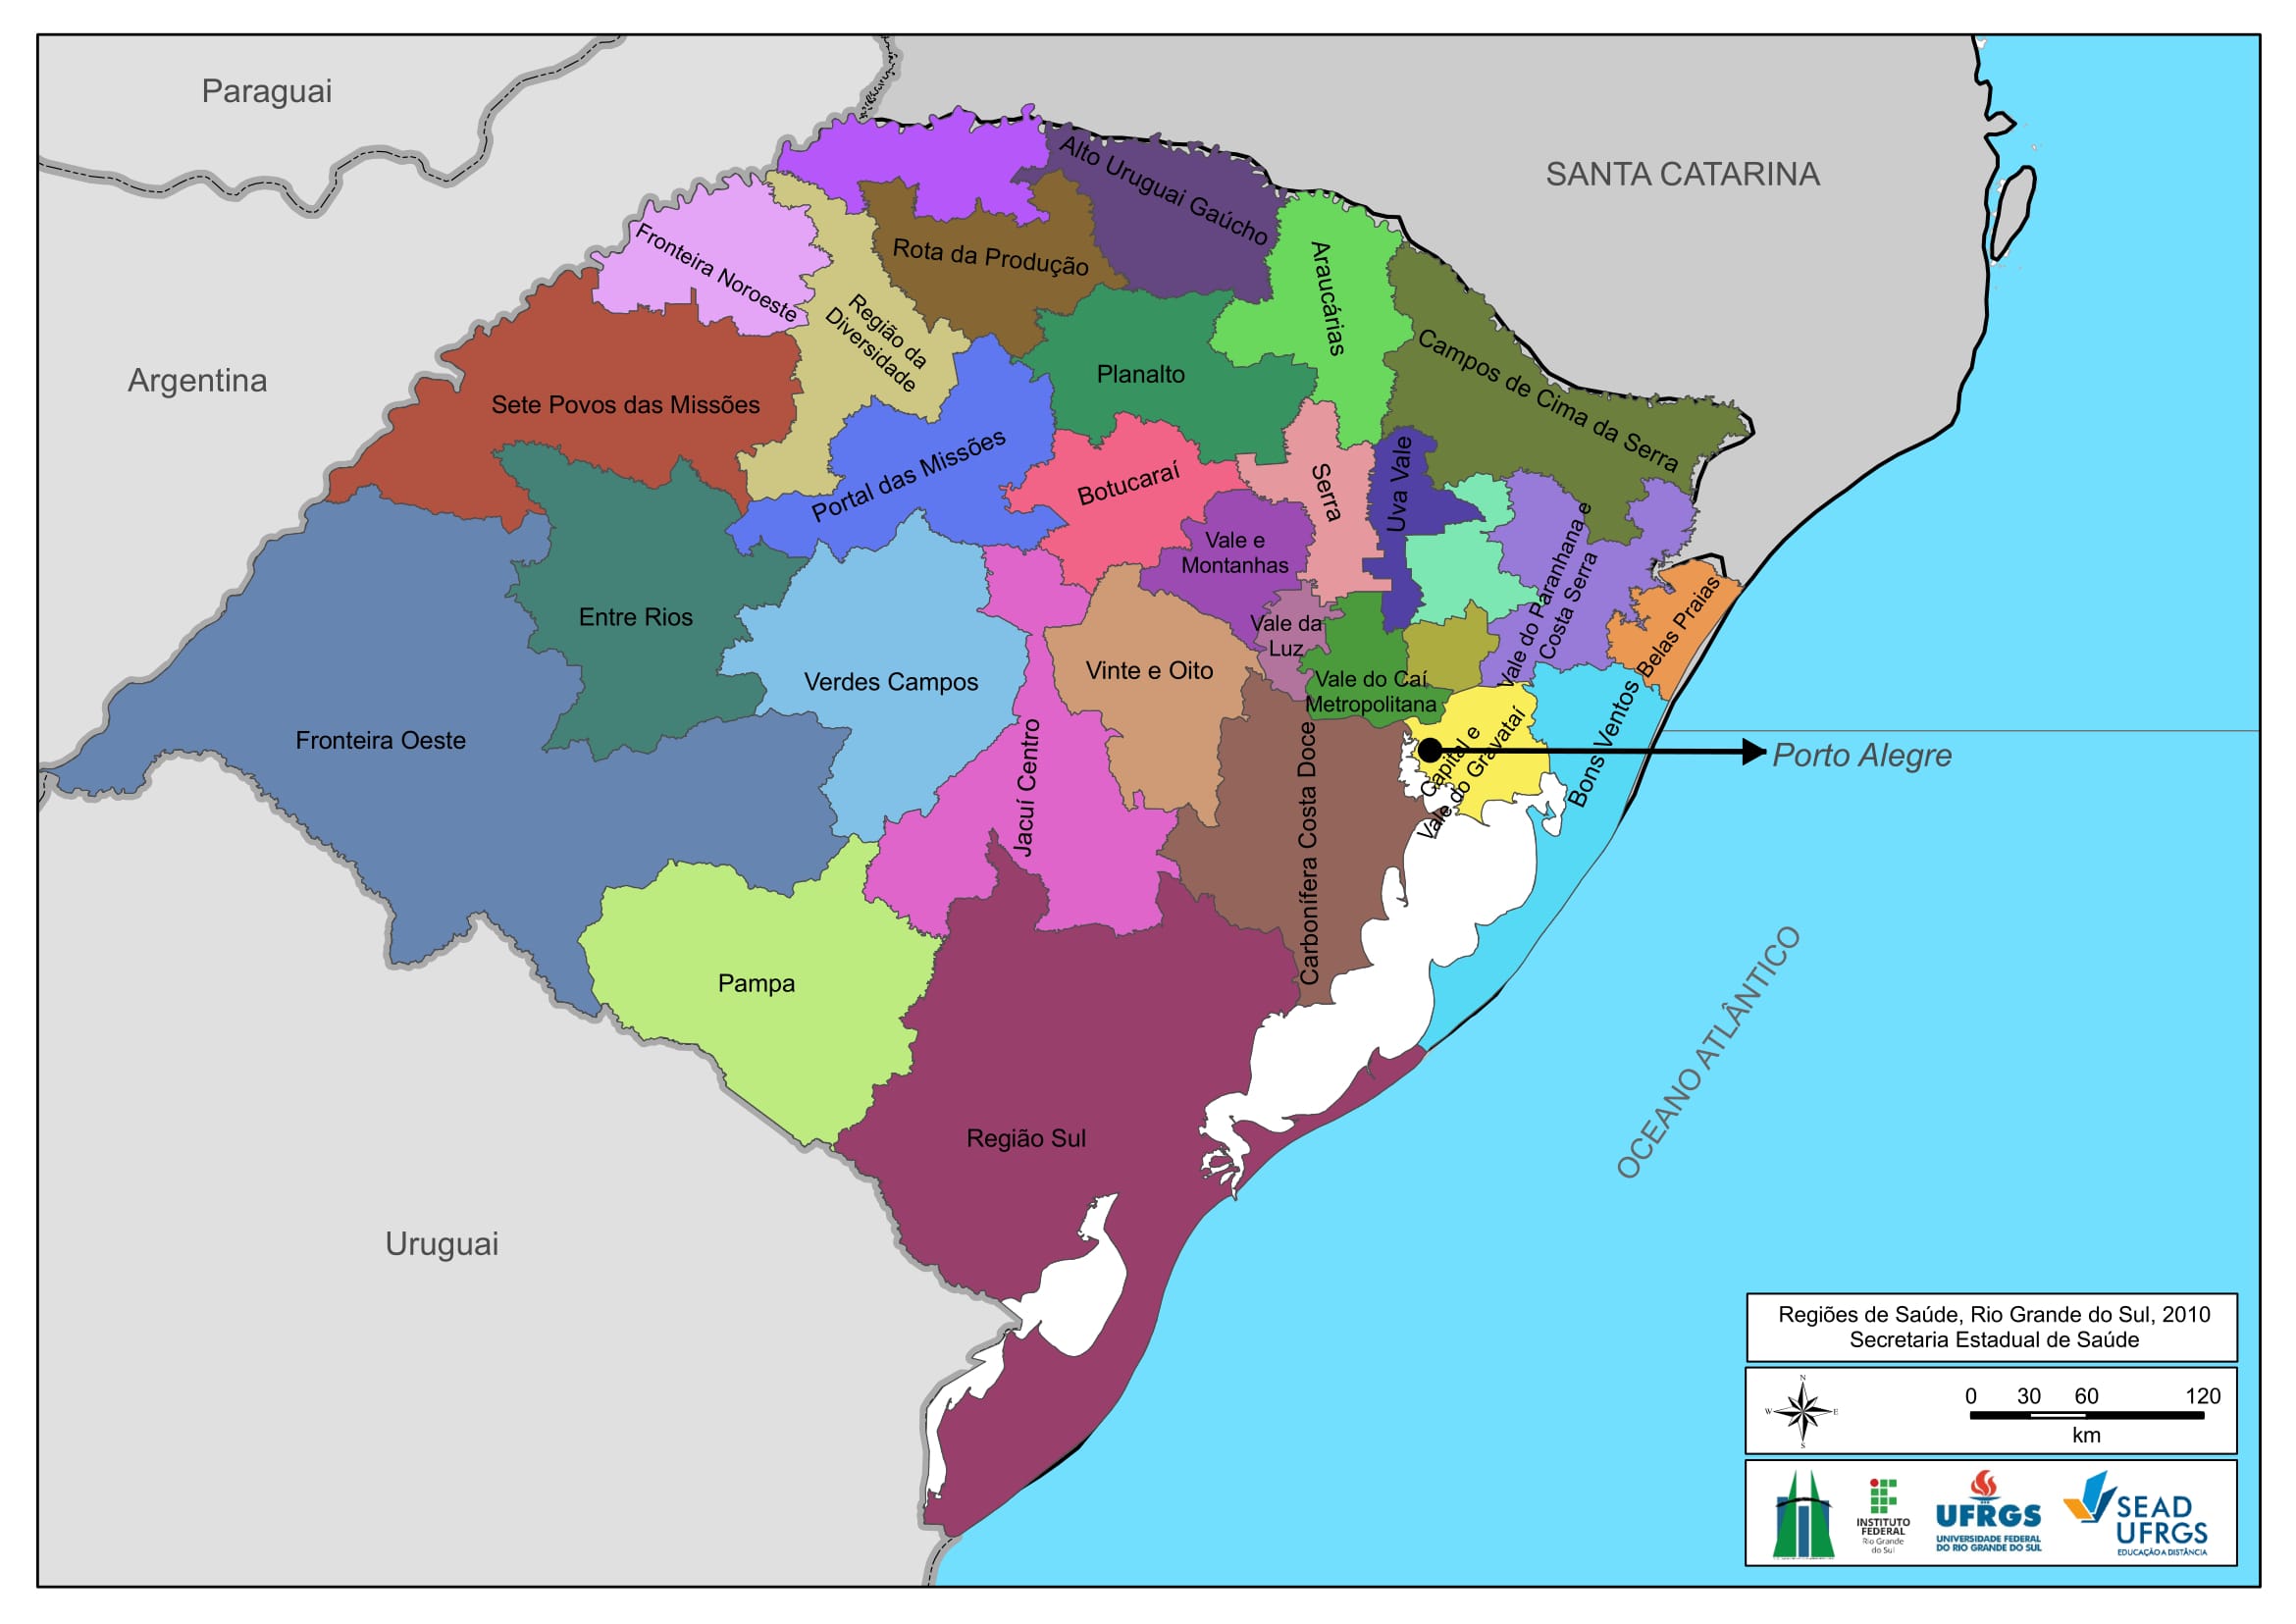 Paraguai
SANTA CATARINA
Argentina
Alto Uruguai Gaúcho
Fronteira Noroeste
Rota da Produção
Araucárias
Região da
Diversidade
Campos de Cima da Serra
Planalto
Sete Povos das Missões
Portal das Missões
Botucaraí
Serra
Uva Vale
Vale e
Montanhas
Vale do Paranhana e
Costa Serra
Entre Rios
Vale da
Luz
Belas Praias
Verdes Campos
Vinte e Oito
Vale do Caí
Metropolitana
Fronteira Oeste
Jacuí Centro
Carbonífera Costa Doce
Capital e
Vale do Gravataí
Bons Ventos
Porto Alegre
Pampa
OCEANO ATLÂNTICO
Região Sul
Uruguai
Regiões de Saúde, Rio Grande do Sul, 2010
Secretaria Estadual de Saúde
N
W E
S
0 30 60 120
km
INSTITUTO
FEDERAL
Rio Grande
do Sul
UFRGS
UNIVERSIDADE FEDERAL
DO RIO GRANDE DO SUL
SEAD
UFRGS
EDUCAÇÃO A DISTÂNCIA